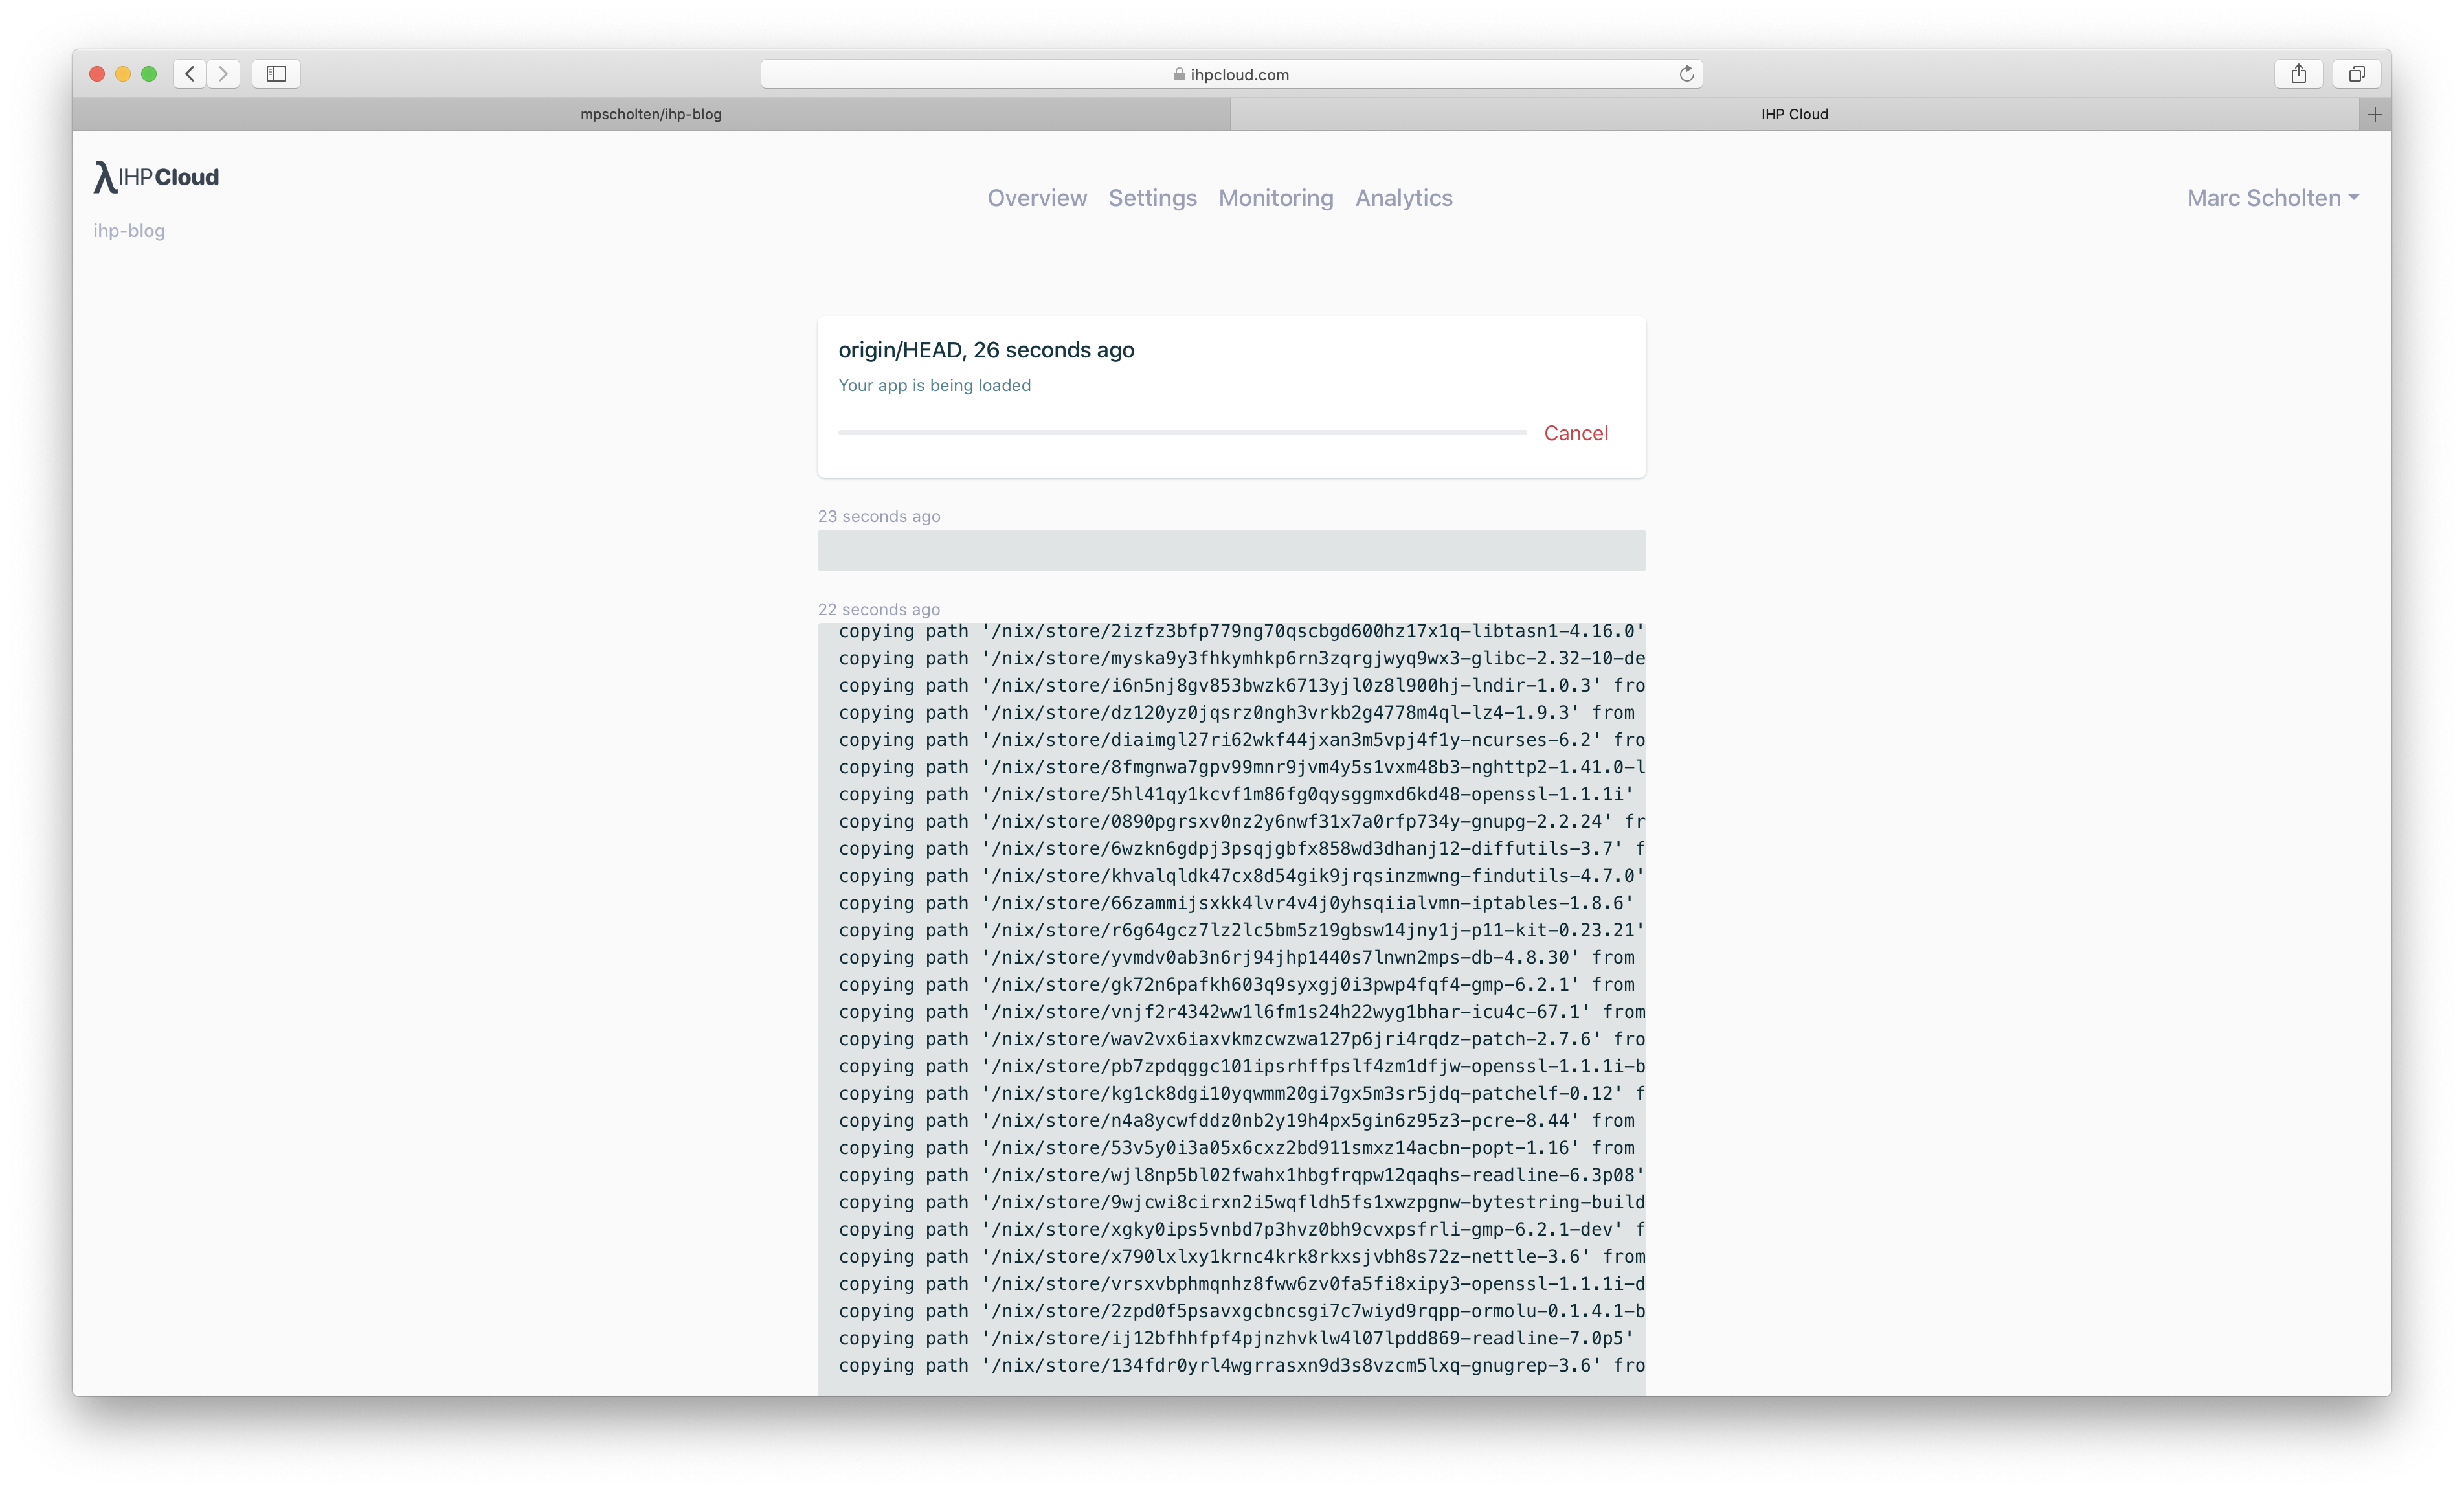 ihpcloud.com
mpscholten/ihp-blog
IHP Cloud
λIHPCloud
Overview Settings Monitoring Analytics
Marc Scholten
ihp-blog
origin/HEAD, 26 seconds ago
Your app is being loaded
Cancel
23 seconds ago
22 seconds ago
copying path '/nix/store/2izfz3bfp779ng70qscbgd600hz17x1q-libtasn1-4.16.0'
copying path '/nix/store/myska9y3fhkymhkp6rn3zqrgjwyq9wx3-glibc-2.32-10-de
copying path '/nix/store/i6n5nj8gv853bwzk6713yjl0z8l900hj-lndir-1.0.3' fro
copying path '/nix/store/dz120yz0jqsrz0ngh3vrkb2g4778m4ql-lz4-1.9.3' from
copying path '/nix/store/diaimgl27ri62wkf44jxan3m5vpj4f1y-ncurses-6.2' fro
copying path '/nix/store/8fmgnwa7gpv99mnr9jvm4y5s1vxm48b3-nghttp2-1.41.0-l
copying path '/nix/store/5hl41qy1kcvf1m86fg0qysggmxd6kd48-openssl-1.1.1i'
copying path '/nix/store/0890pgrsxv0nz2y6nwf31x7a0rfp734y-gnupg-2.2.24' fr
copying path '/nix/store/6wzkn6gdpj3psqjgbfx858wd3dhanj12-diffutils-3.7' f
copying path '/nix/store/khvalqldk47cx8d54gik9jrqsinzmwng-findutils-4.7.0'
copying path '/nix/store/66zammijsxkk4lvr4v4j0yhsqiialvmn-iptables-1.8.6'
copying path '/nix/store/r6g64gcz7lz2lc5bm5z19gbsw14jny1j-p11-kit-0.23.21'
copying path '/nix/store/yvmdv0ab3n6rj94jhp1440s7lnwn2mps-db-4.8.30' from
copying path '/nix/store/gk72n6pafkh603q9syxgj0i3pwp4fqf4-gmp-6.2.1' from
copying path '/nix/store/vnjf2r4342ww1l6fm1s24h22wyg1bhar-icu4c-67.1' from
copying path '/nix/store/wav2vx6iaxvkmzcwzwa127p6jri4rqdz-patch-2.7.6' fro
copying path '/nix/store/pb7zpdqggc101ipsrhffpslf4zm1dfjw-openssl-1.1.1i-b
copying path '/nix/store/kg1ck8dgi10yqwmm20gi7gx5m3sr5jdq-patchelf-0.12' f
copying path '/nix/store/n4a8ycwfddz0nb2y19h4px5gin6z95z3-pcre-8.44' from
copying path '/nix/store/53v5y0i3a05x6cxz2bd911smxz14acbn-popt-1.16' from
copying path '/nix/store/wjl8np5bl02fwahx1hbgfrqpw12qaqhs-readline-6.3p08'
copying path '/nix/store/9wjcwi8cirxn2i5wqfldh5fs1xwzpgnw-bytestring-build
copying path '/nix/store/xgky0ips5vnbd7p3hvz0bh9cvxpsfrli-gmp-6.2.1-dev' f
copying path '/nix/store/x790lxlxy1krnc4krk8rkxsjvbh8s72z-nettle-3.6' from
copying path '/nix/store/vrsxvbphmqnhz8fww6zv0fa5fi8xipy3-openssl-1.1.1i-d
copying path '/nix/store/2zpd0f5psavxgcbncsgi7c7wiyd9rqpp-ormolu-0.1.4.1-b
copying path '/nix/store/ij12bfhhfpf4pjnzhvklw4l07lpdd869-readline-7.0p5'
copying path '/nix/store/134fdr0yrl4wgrrasxn9d3s8vzcm5lxq-gnugrep-3.6' fro